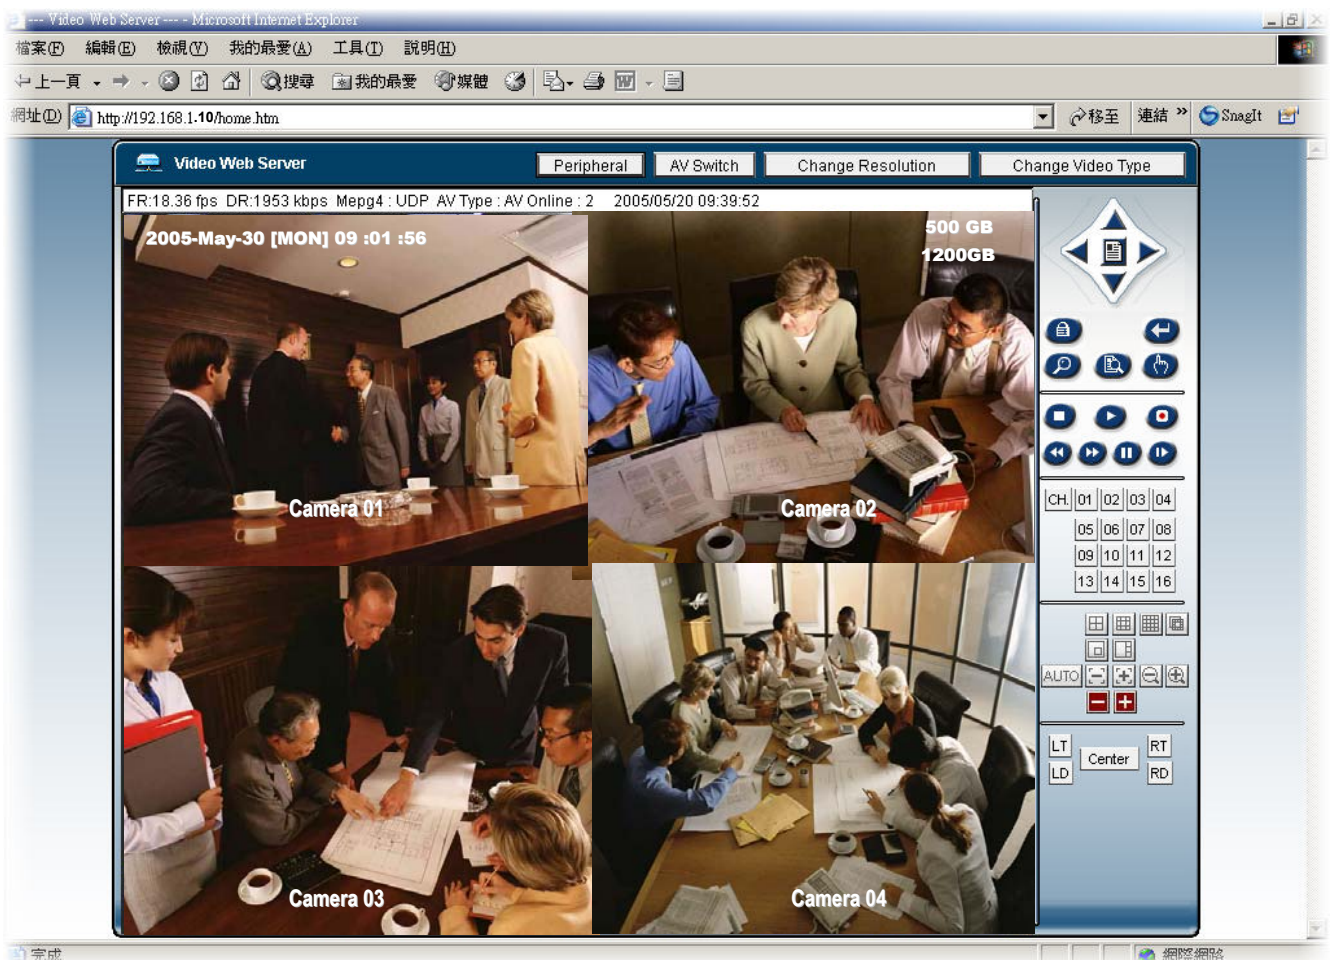 --- Video Web Server --- - Microsoft Internet Explorer
檔案(F) 編輯(E) 檢視(V) 我的最愛(A) 工具(T) 說明(H)
上一頁 搜尋 我的最愛 媒體
網址(D) http://192.168.1.10/home.htm 移至 連結 » SnagIt
Video Web Server Peripheral AV Switch Change Resolution Change Video Type
FR:18.36 fps DR:1953 kbps Mepg4 : UDP AV Type : AV Online : 2 2005/05/20 09:39:52
2005-May-30 [MON] 09 :01 :56
500 GB
1200GB
Camera 01
Camera 02
Camera 03
Camera 04
CH. 01 02 03 04
05 06 07 08
09 10 11 12
13 14 15 16
AUTO
LT Center RT
LD RD
完成 網際網路